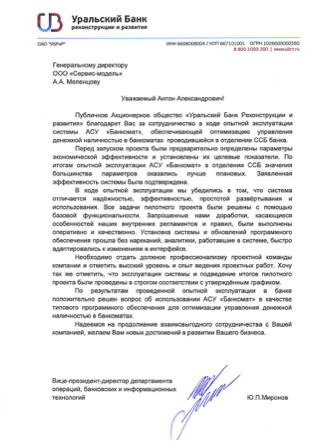 Уральский Банк
реконструкции и развития
ОАО "УБРиР"
ИНН 6608008004 / КПП 667101001 ОГРН 1026600000350
8 800 1000 200 | www.ubrr.ru
Генеральному директору
ООО «Сервис-модель»
А.А. Меленцову
Уважаемый Антон Александрович!
Публичное Акционерное общество «Уральский Банк Реконструкции и
развития» благодарит Вас за сотрудничество в ходе опытной эксплуатации
системы АСУ «Банкомат», обеспечивающей оптимизацию управления
денежной наличностью в банкоматах проводившейся в отделении ССБ банка.
Перед запуском проекта были предварительно определены параметры
экономической эффективности и установлены их целевые показатели. По
итогам опытной эксплуатации АСУ «Банкомат» в отделении ССБ значения
большинства параметров оказались лучше плановых. Заявленная
эффективность системы была подтверждена.
В ходе опытной эксплуатации мы убедились в том, что система
отличается надёжностью, эффективностью, простотой развёртывания и
использования. Все задачи пилотного проекта были решены с помощью
базовой функциональности. Запрошенные нами доработки, касающиеся
особенностей наших внутренних регламентов и правил, были выполнены
оперативно и качественно. Установка системы и обновлений программного
обеспечения прошла без нареканий, аналитики, работавшие в системе, быстро
адаптировались к изменениям в интерфейсе.
Необходимо отдать должное профессионализму проектной команды
компании и отметить высокий уровень и опыт ведения проектных работ. Хочу
так же отметить, что эксплуатация системы и подведение итогов пилотного
проекта были проведены в строгом соответствии с утверждённым графиком.
По результатам проведенной опытной эксплуатации в банке
положительно решен вопрос об использовании АСУ «Банкомат» в качестве
типового программного обеспечения для оптимизации управления денежной
наличностью в банкоматах.
Надеемся на продолжение взаимовыгодного сотрудничества с Вашей
компанией, желаем Вам новых достижений в развитии Вашего бизнеса.
Вице-президент-директор департамента
операций, банковских и информационных
технологий
Ю.П.Миронов